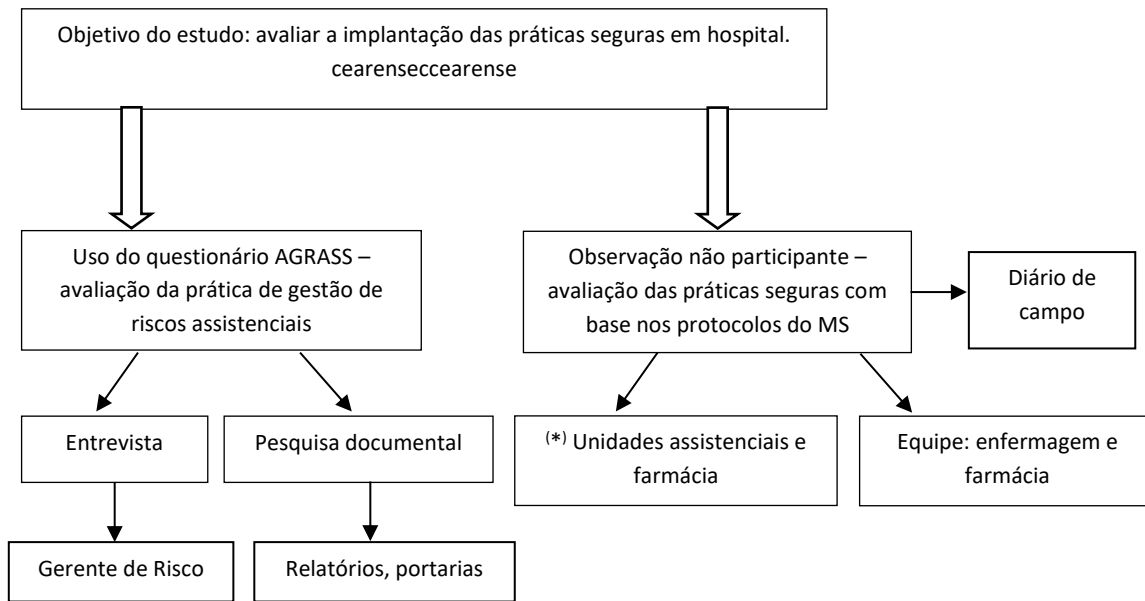 Objetivo do estudo: avaliar a implantação das práticas seguras em hospital.
cearenseccearense
Uso do questionário AGRASS –
avaliação da prática de gestão de
riscos assistenciais
Observação não participante –
avaliação das práticas seguras com
base nos protocolos do MS
Diário de
campo
Entrevista
Pesquisa documental
(*) Unidades assistenciais e
farmácia
Equipe: enfermagem e
farmácia
Gerente de Risco
Relatórios, portarias